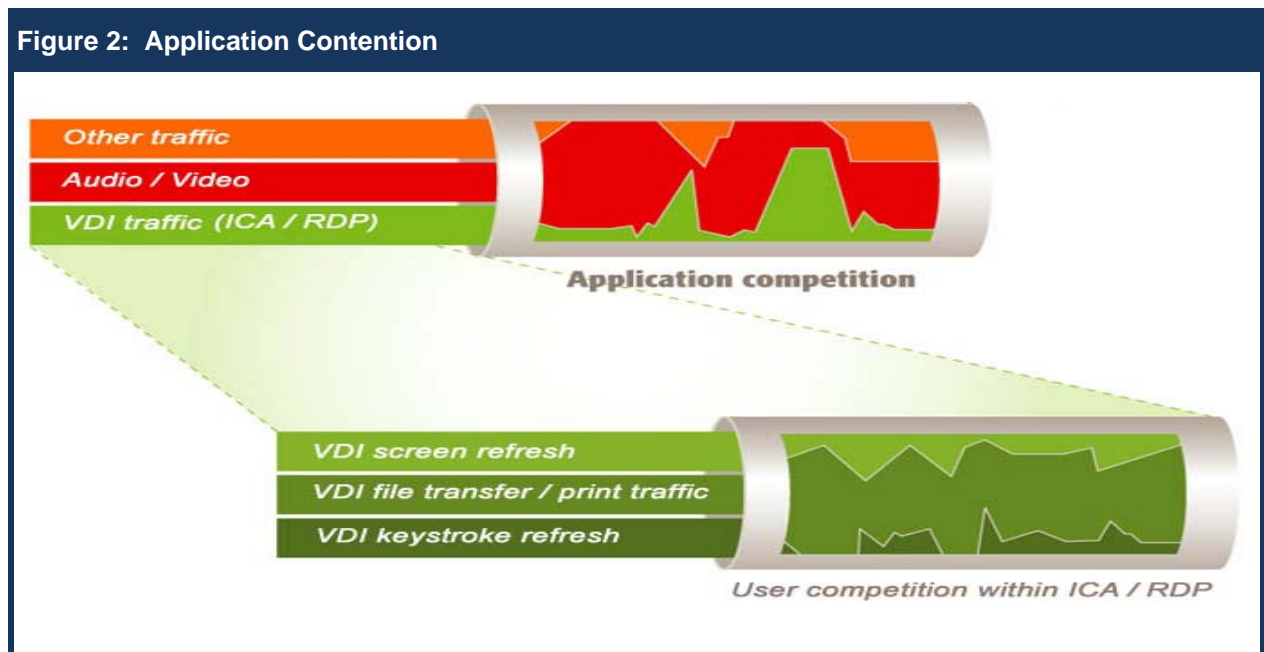 Figure 2: Application Contention
Other traffic
Audio / Video
VDI traffic (ICA / RDP)
Application competition
VDI screen refresh
VDI file transfer / print traffic
VDI keystroke refresh
User competition within ICA / RDP